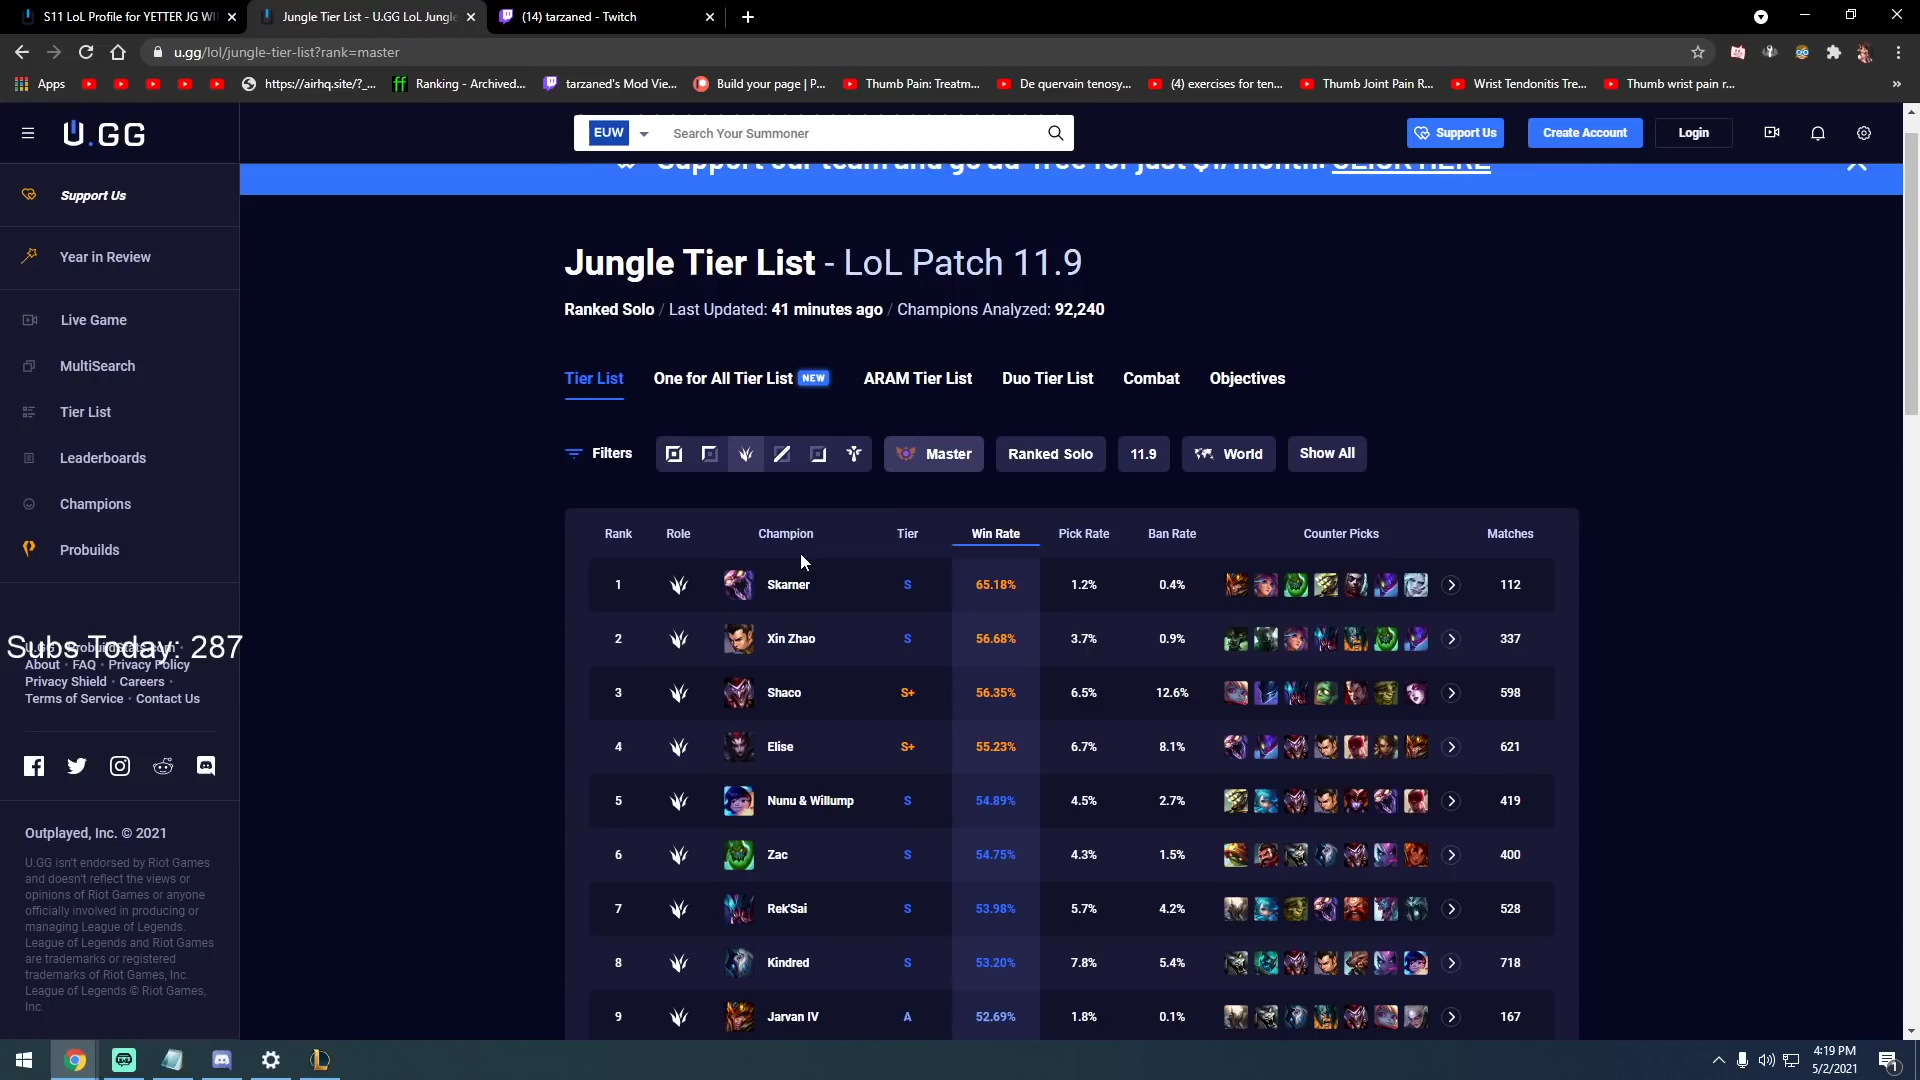 S11 LoL Profile for YETTER JG WI
Jungle Tier List - U.GG LoL Jungle
(14) tarzaned - Twitch
u.gg/lol/jungle-tier-list?rank=master
Apps
https://airhq.site/?_...
Ranking - Archived...
tarzaned's Mod Vie...
Build your page | P...
Thumb Pain: Treatm...
De quervain tenosy...
(4) exercises for ten...
Thumb Joint Pain R...
Wrist Tendonitis Tre...
Thumb wrist pain r...
U.GG
EUW
Search Your Summoner
Support Us
Create Account
Login
Support our team and go ad-free for just $1/month! CLICK HERE
Support Us
Year in Review
Live Game
MultiSearch
Tier List
Leaderboards
Champions
Probuilds
Subs Today: 287
About · FAQ · Privacy Policy
Privacy Shield · Careers ·
Terms of Service · Contact Us
Outplayed, Inc. © 2021
U.GG isn't endorsed by Riot Games
and doesn't reflect the views or
opinions of Riot Games or anyone
officially involved in producing or
managing League of Legends.
League of Legends and Riot Games
are trademarks or registered
trademarks of Riot Games, Inc.
League of Legends © Riot Games,
Inc.
Jungle Tier List - LoL Patch 11.9
Ranked Solo / Last Updated: 41 minutes ago / Champions Analyzed: 92,240
Tier List One for All Tier List NEW ARAM Tier List Duo Tier List Combat Objectives
Filters Master Ranked Solo 11.9 World Show All
Rank Role Champion Tier Win Rate Pick Rate Ban Rate Counter Picks Matches
1 Skarner S 65.18% 1.2% 0.4% 112
2 Xin Zhao S 56.68% 3.7% 0.9% 337
3 Shaco S+ 56.35% 6.5% 12.6% 598
4 Elise S+ 55.23% 6.7% 8.1% 621
5 Nunu & Willump S 54.89% 4.5% 2.7% 419
6 Zac S 54.75% 4.3% 1.5% 400
7 Rek'Sai S 53.98% 5.7% 4.2% 528
8 Kindred S 53.20% 7.8% 5.4% 718
9 Jarvan IV A 52.69% 1.8% 0.1% 167
4:19 PM
5/2/2021
1